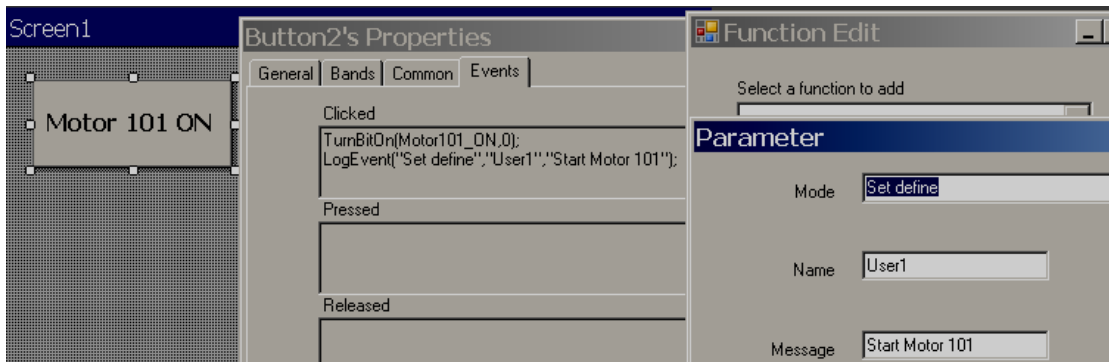 Screen1
Motor 101 ON
Button2's Properties
General
Bands
Common
Events
Clicked
TurnBitOn(Motor101_ON,0);
LogEvent("Set define","User1","Start Motor 101");
Pressed
Released
Function Edit
Select a function to add
Parameter
Mode
Set define
Name
User1
Message
Start Motor 101